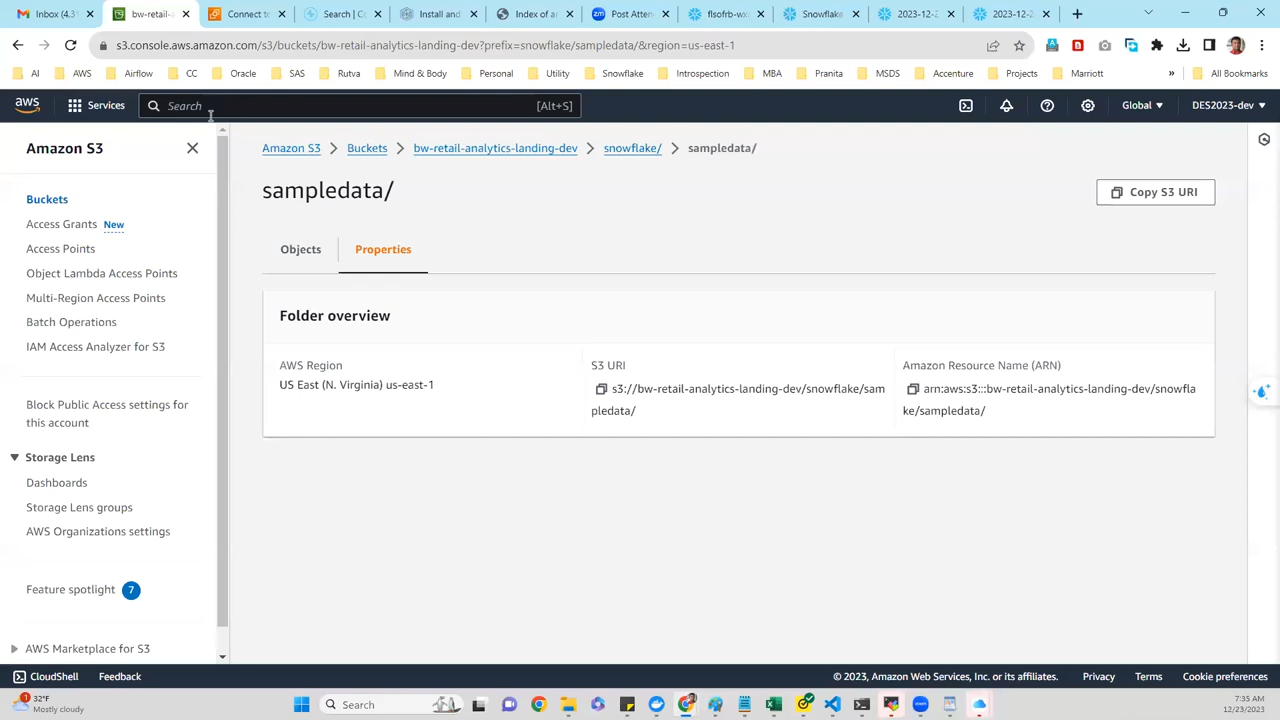 Inbox (4.3
bw-retail-a
Connect to
Search | C
Install and
Index of ar
Post Atten
flsofrb-wx
Snowflake
2023-12-2
2023-12-2
s3.console.aws.amazon.com/s3/buckets/bw-retail-analytics-landing-dev?prefix=snowflake/sampledata/&region=us-east-1
AI AWS Airflow CC Oracle SAS Rutva Mind & Body Personal Utility Snowflake Introspection MBA Pranita MSDS Accenture Projects Marriott » All Bookmarks
aws Services Search [Alt+S] Global DES2023-dev
Amazon S3
Buckets
Access Grants New
Access Points
Object Lambda Access Points
Multi-Region Access Points
Batch Operations
IAM Access Analyzer for S3
Block Public Access settings for
this account
Storage Lens
Dashboards
Storage Lens groups
AWS Organizations settings
Feature spotlight 7
AWS Marketplace for S3
Amazon S3 > Buckets > bw-retail-analytics-landing-dev > snowflake/ > sampledata/
sampledata/
Copy S3 URI
Objects
Properties
Folder overview
AWS Region
US East (N. Virginia) us-east-1
S3 URI
s3://bw-retail-analytics-landing-dev/snowflake/sam
pledata/
Amazon Resource Name (ARN)
arn:aws:s3:::bw-retail-analytics-landing-dev/snowfla
ke/sampledata/
CloudShell Feedback © 2023, Amazon Web Services, Inc. or its affiliates. Privacy Terms Cookie preferences
1
32°F
Mostly cloudy
Search
7:35 AM
12/23/2023